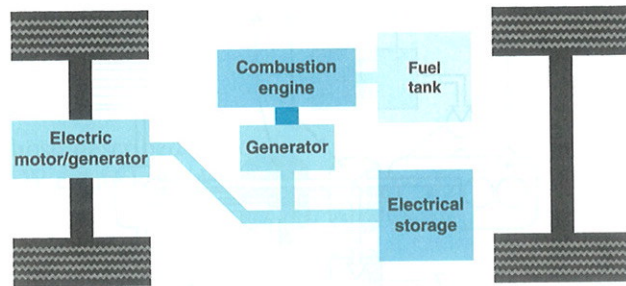 Combustion
engine
Fuel
tank
Electric
motor/generator
Generator
Electrical
storage